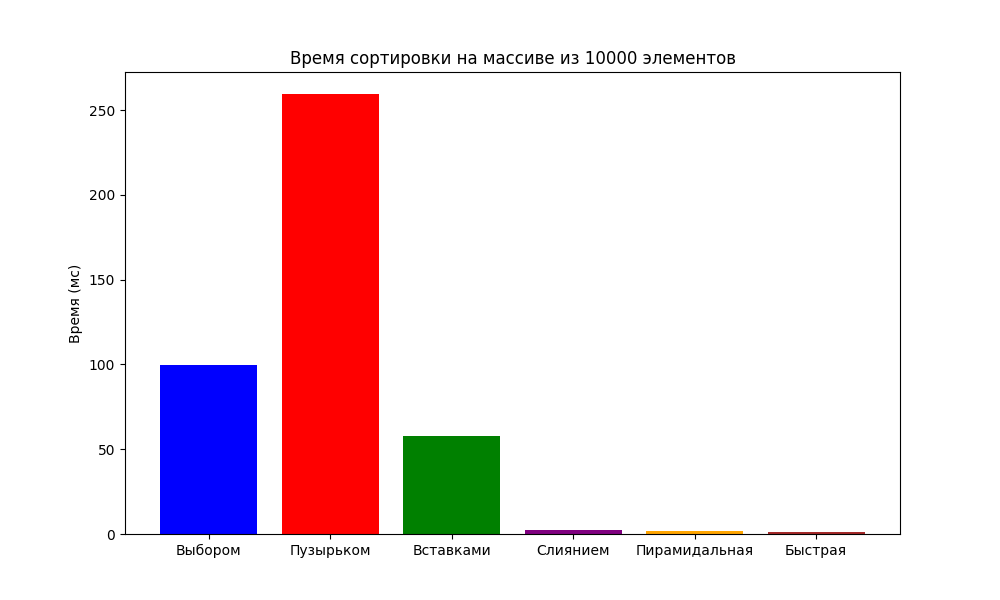 Время сортировки на массиве из 10000 элементов
Время (мс)
250
200
150
100
50
0
Выбором Пузырьком Вставками Слиянием Пирамидальная Быстрая